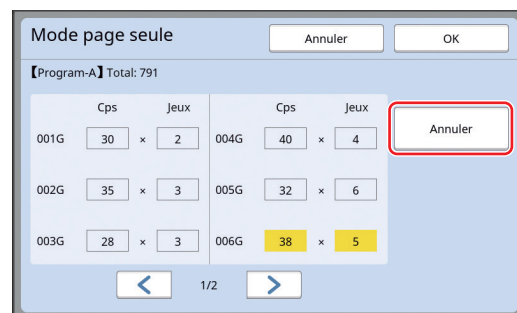 Mode page seule
Annuler
OK
【Program-A】Total: 791
Cps Jeux Cps Jeux
001G 30 × 2 004G 40 × 4
Annuler
002G 35 × 3 005G 32 × 6
003G 28 × 3 006G 38 × 5
1/2